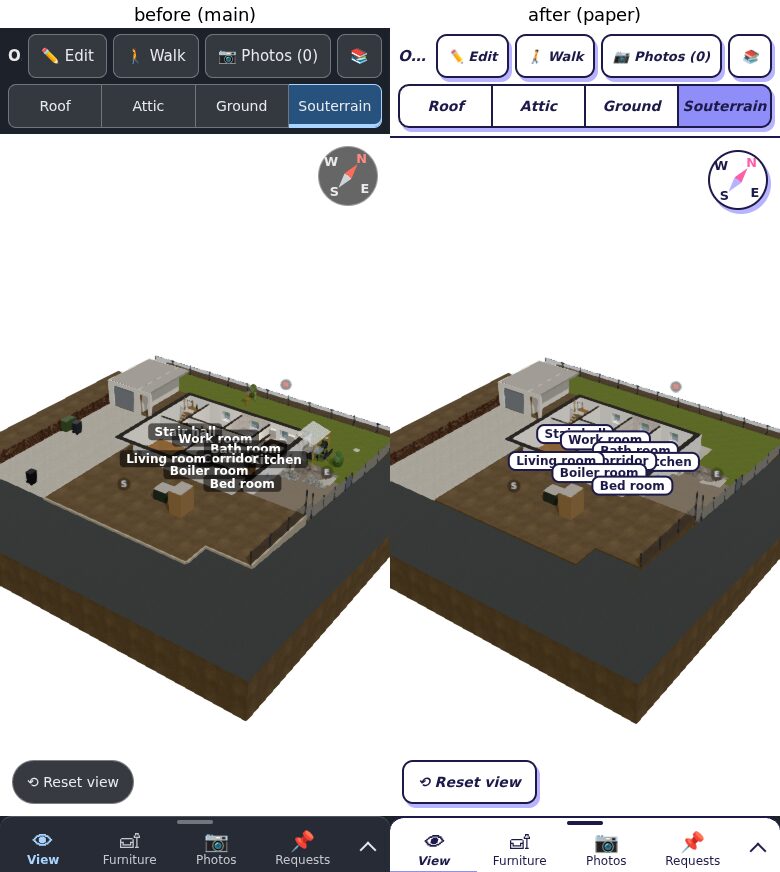 before (main)
O
✏️ Edit
🚶 Walk
📷 Photos (0)
📚
Roof
Attic
Ground
Souterrain
N
W
E
S
Work room
Bath room
Living room
Boiler room
Bed room
S
E
⟲ Reset view
View
Furniture
Photos
Requests
after (paper)
O...
✏️ Edit
🚶 Walk
📷 Photos (0)
📚
Roof
Attic
Ground
Souterrain
N
W
E
S
Work room
Bath room
Living room
Boiler room
Bed room
S
E
⟲ Reset view
View
Furniture
Photos
Requests